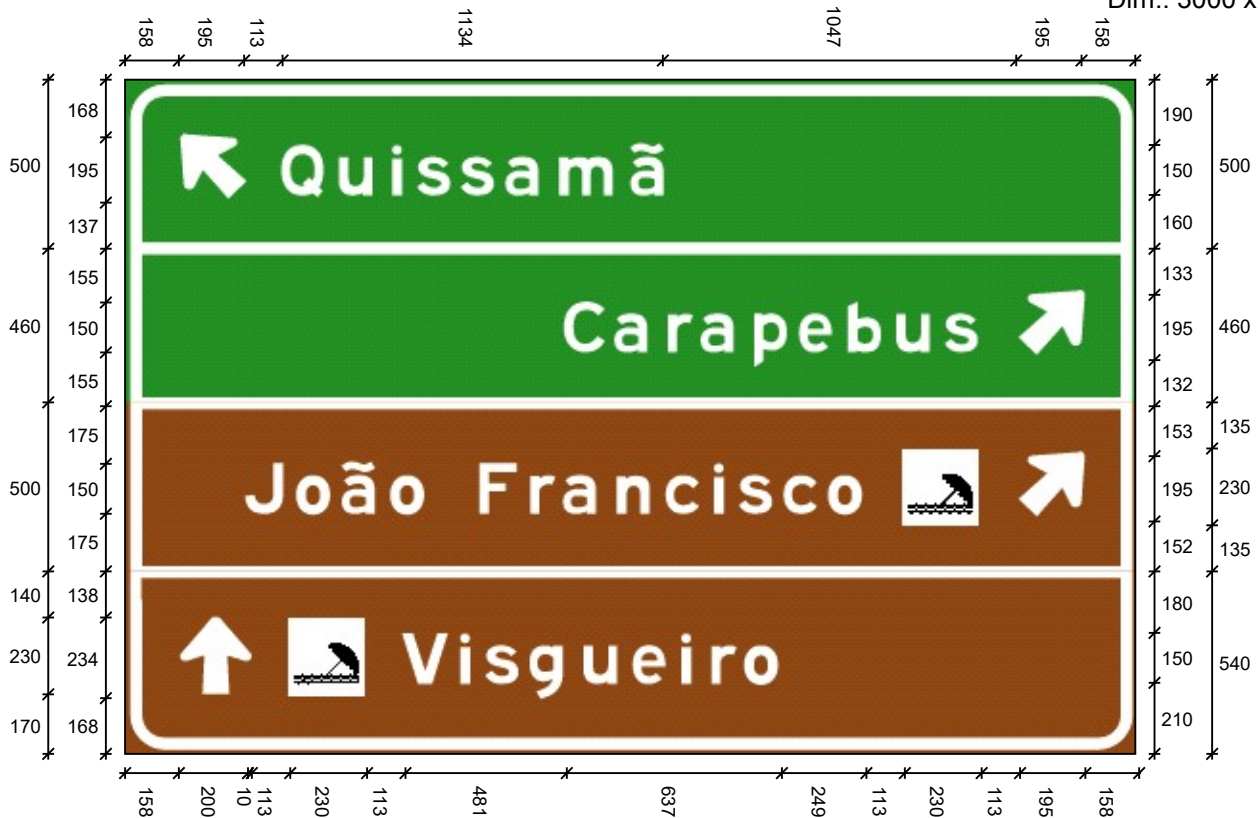 Dim.: 3000 x
158 195 113 1134 1047 195 158
168
190
500 195 Quissamã 150 500
137
160
155
133
460 150 Carapebus 195 460
155
132
175
153 135
500 150 João Francisco 195 230
175
152 135
140 138
180
230 234 Visgueiro 150 540
170 168
210
158 200 10 113 230 113 481 637 249 113 230 113 195 158